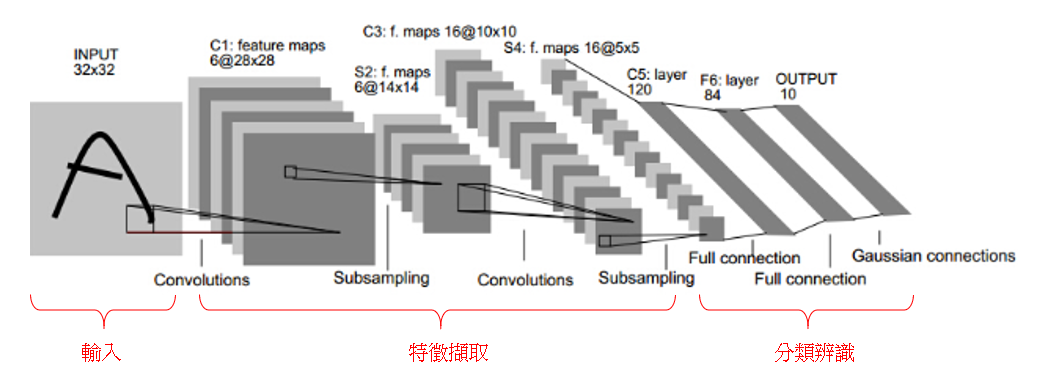 INPUT
32x32
C1: feature maps
6@28x28
S2: f. maps
6@14x14
C3: f. maps 16@10x10
S4: f. maps 16@5x5
C5: layer
120
F6: layer
84
OUTPUT
10
Convolutions
Subsampling
Convolutions
Subsampling
Full connection
Full connection
Gaussian connections
輸入
特徵擷取
分類辨識